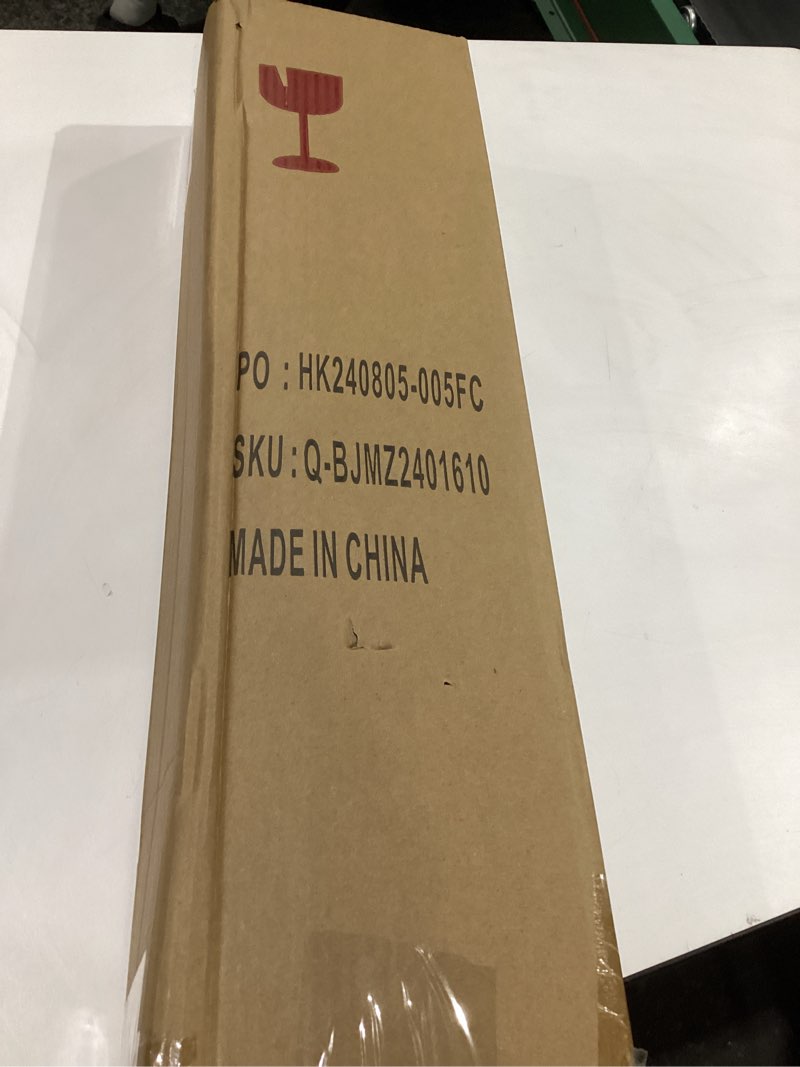 PO : HK240805-005FC
SKU : Q-BJMZ2401610
MADE IN CHINA